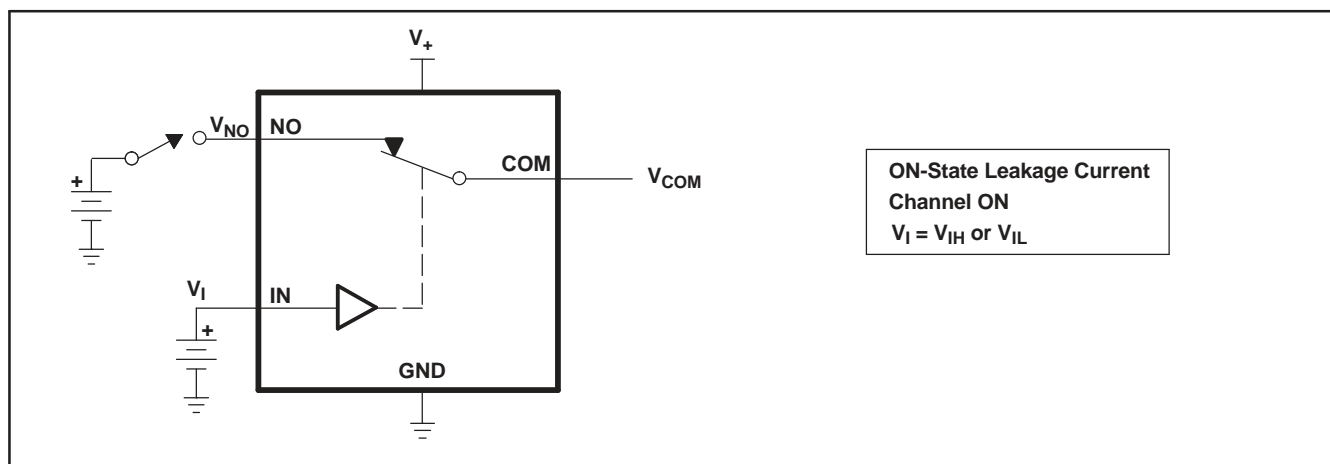 V+
VNO
NO
COM
VCOM
+
VI
IN
+
GND
ON-State Leakage Current
Channel ON
VI = VIH or VIL